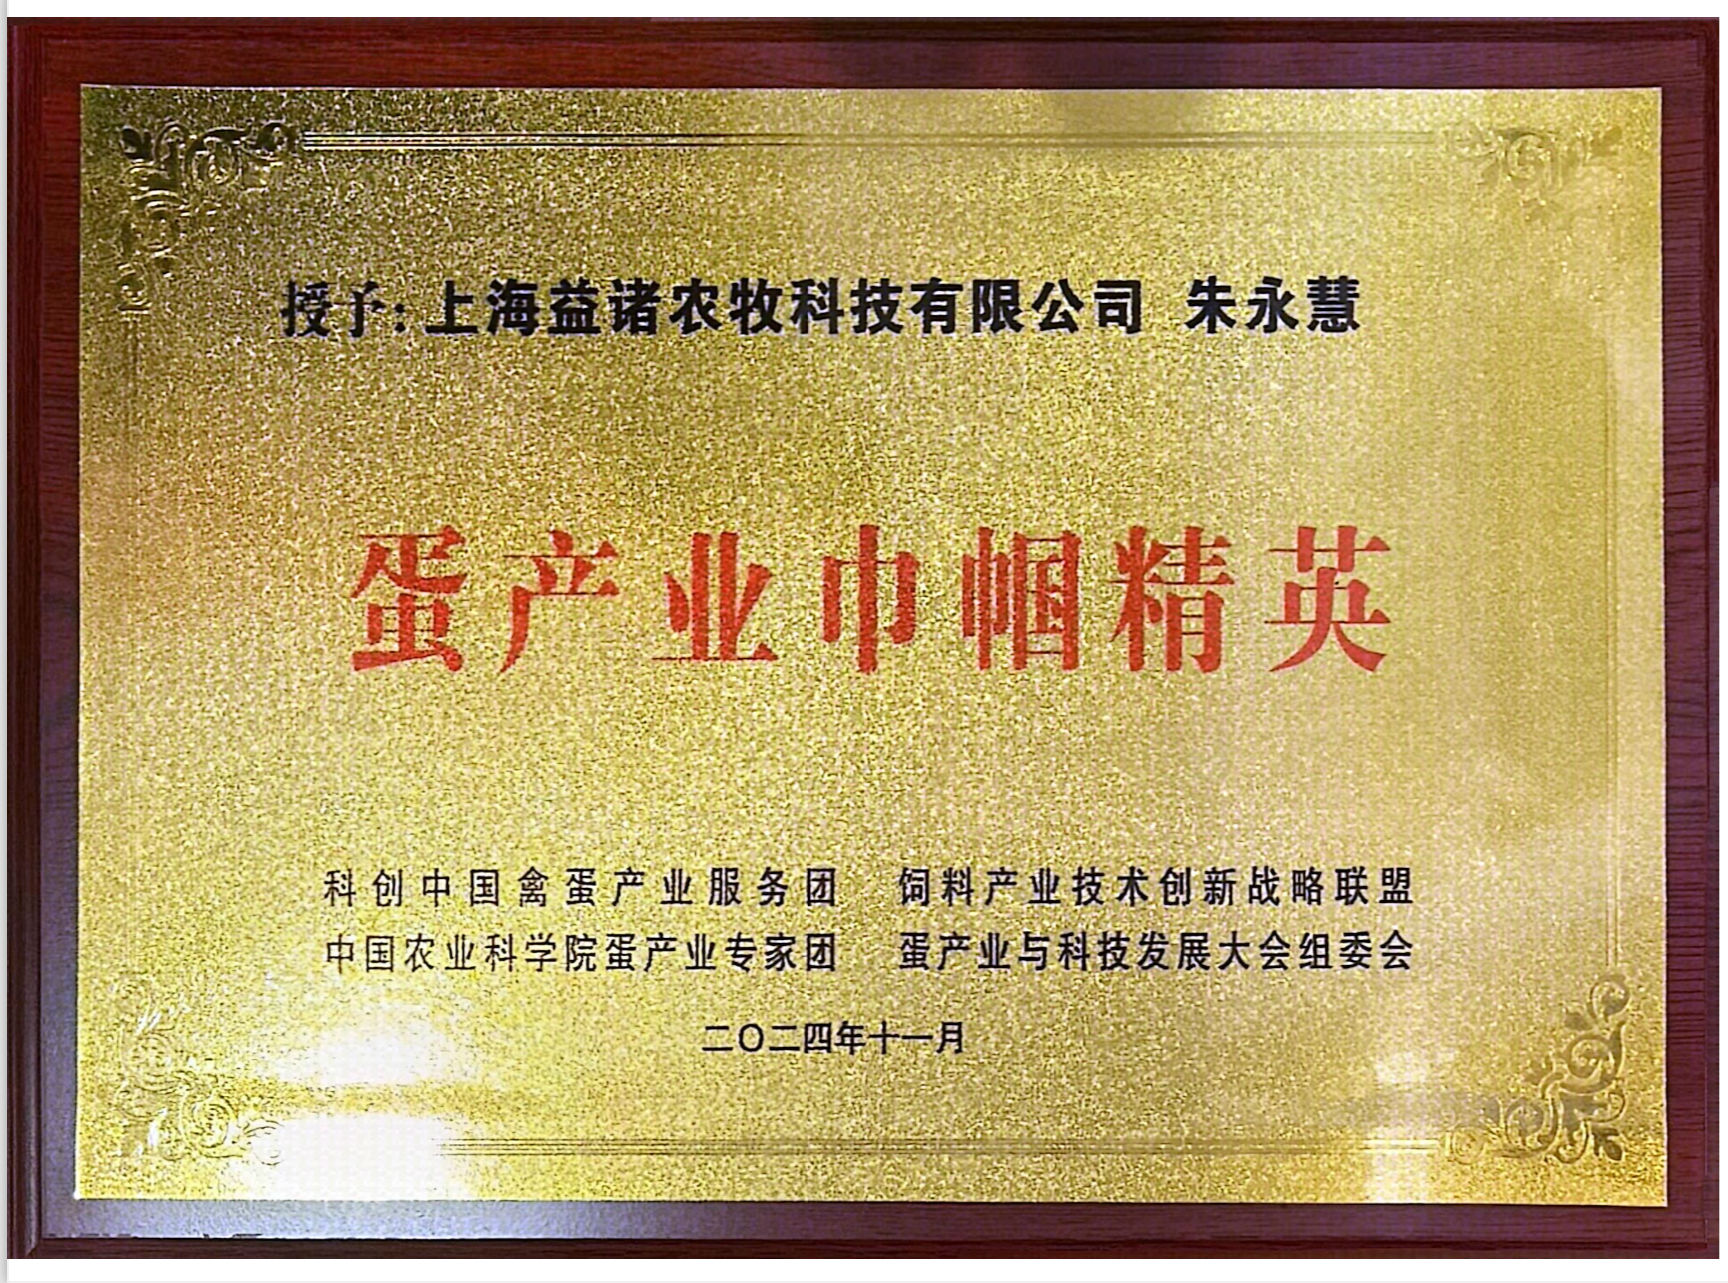 授予：上海益诸农牧科技有限公司 朱永慧
蛋产业巾帼精英
科创中国禽蛋产业服务团 饲料产业技术创新战略联盟
中国农业科学院蛋产业专家团 蛋产业与科技发展大会组委会
二〇二四年十一月